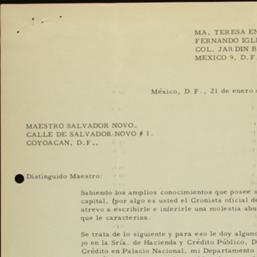 MA. TERESA EN
FERNANDO IGL
COL. JARDIN B
MEXICO 9, D.F
México, D. F., 21 de enero
MAESTRO SALVADOR NOVO.
CALLE DE SALVADOR NOVO # 1.
COYOACAN, D.F.,
Distinguido Maestro:
Sabiendo los amplios conocimientos que posee s
capital, (por algo es usted el Cronista oficial de
atrevo a escribirle e inferirle una molestia abu
que le caracteriza.
Se trata de lo siguiente y para eso le doy alguno
jo en la Sría. de Hacienda y Crédito Público, D
Crédito en Palacio Nacional, mi Departamento